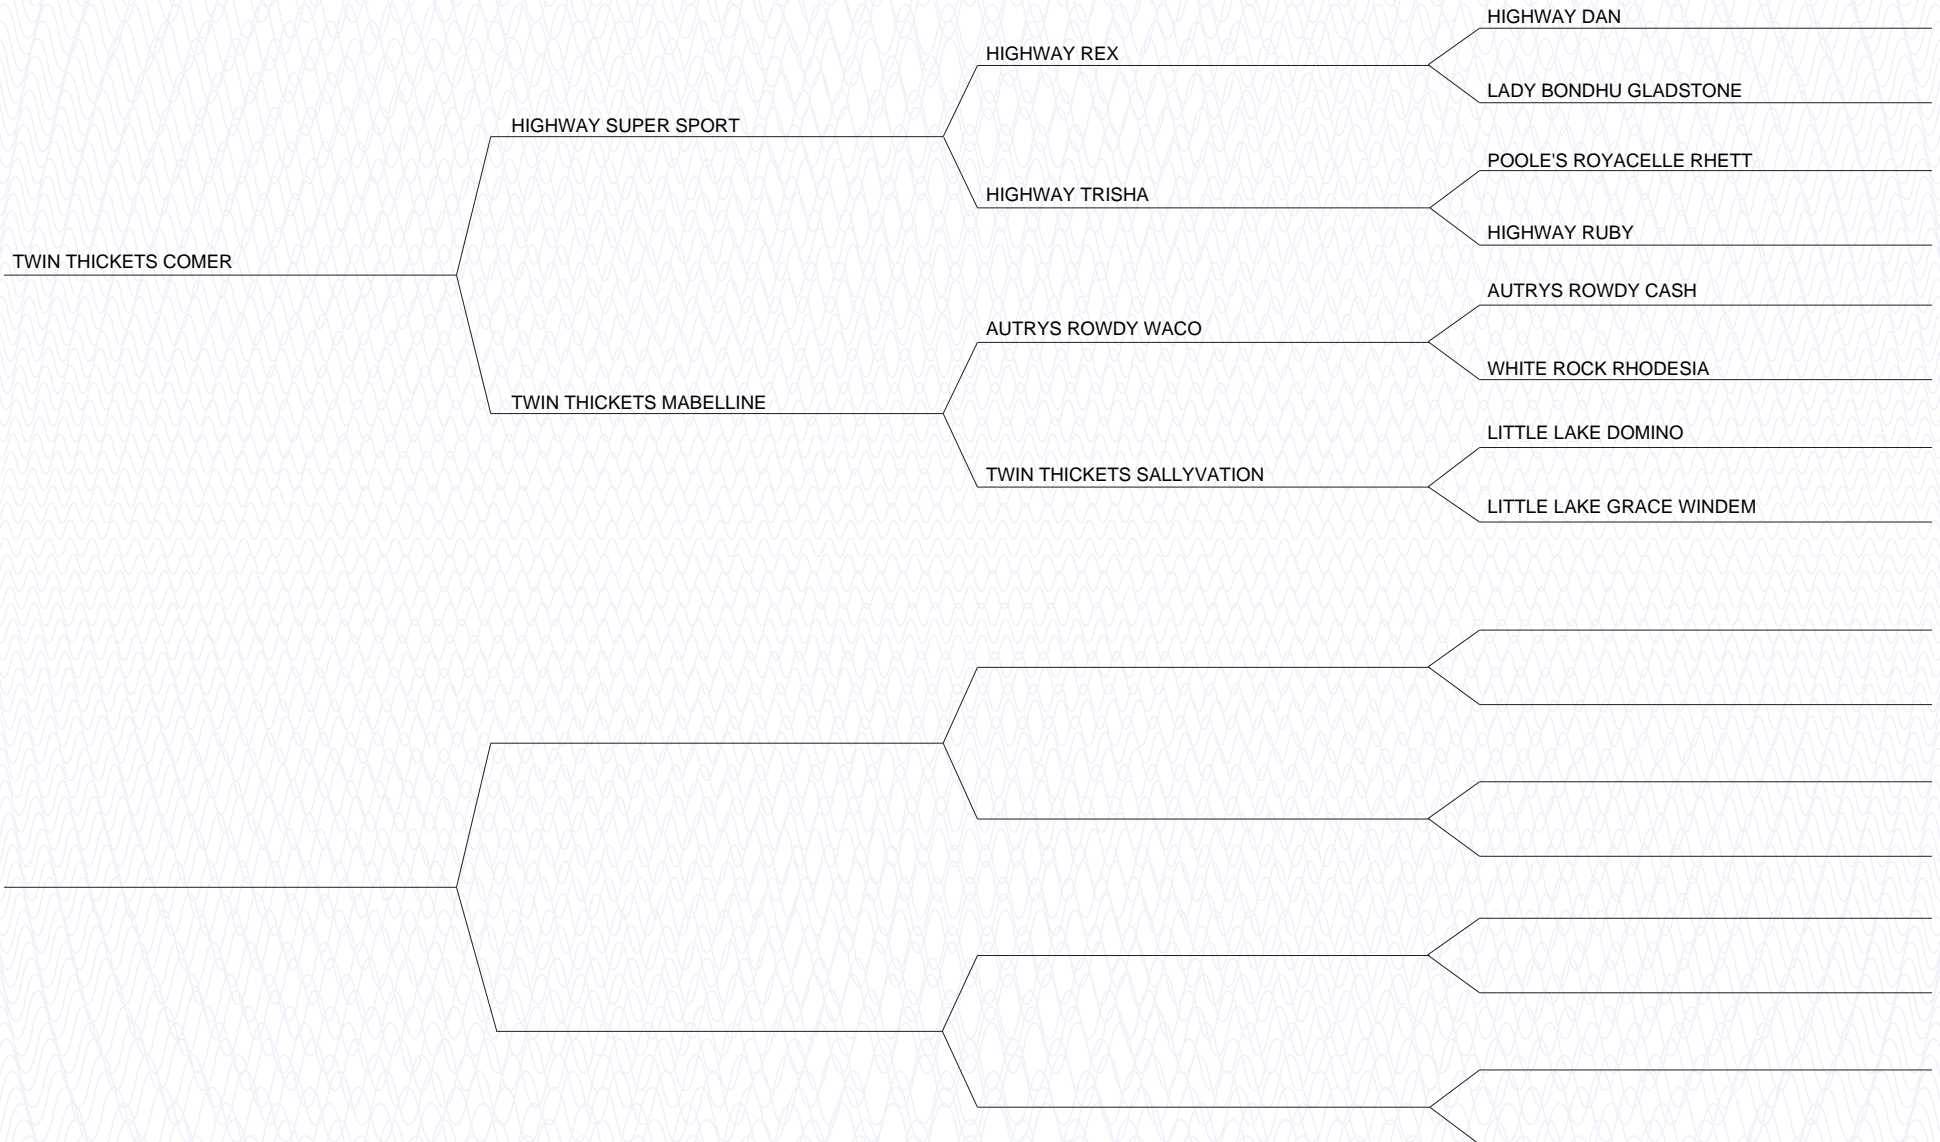 HIGHWAY DAN
HIGHWAY REX
LADY BONDHU GLADSTONE
HIGHWAY SUPER SPORT
POOLE'S ROYACELLE RHETT
HIGHWAY TRISHA
HIGHWAY RUBY
TWIN THICKETS COMER
AUTRYS ROWDY CASH
AUTRYS ROWDY WACO
WHITE ROCK RHODESIA
TWIN THICKETS MABELLINE
LITTLE LAKE DOMINO
TWIN THICKETS SALLYVATION
LITTLE LAKE GRACE WINDEM